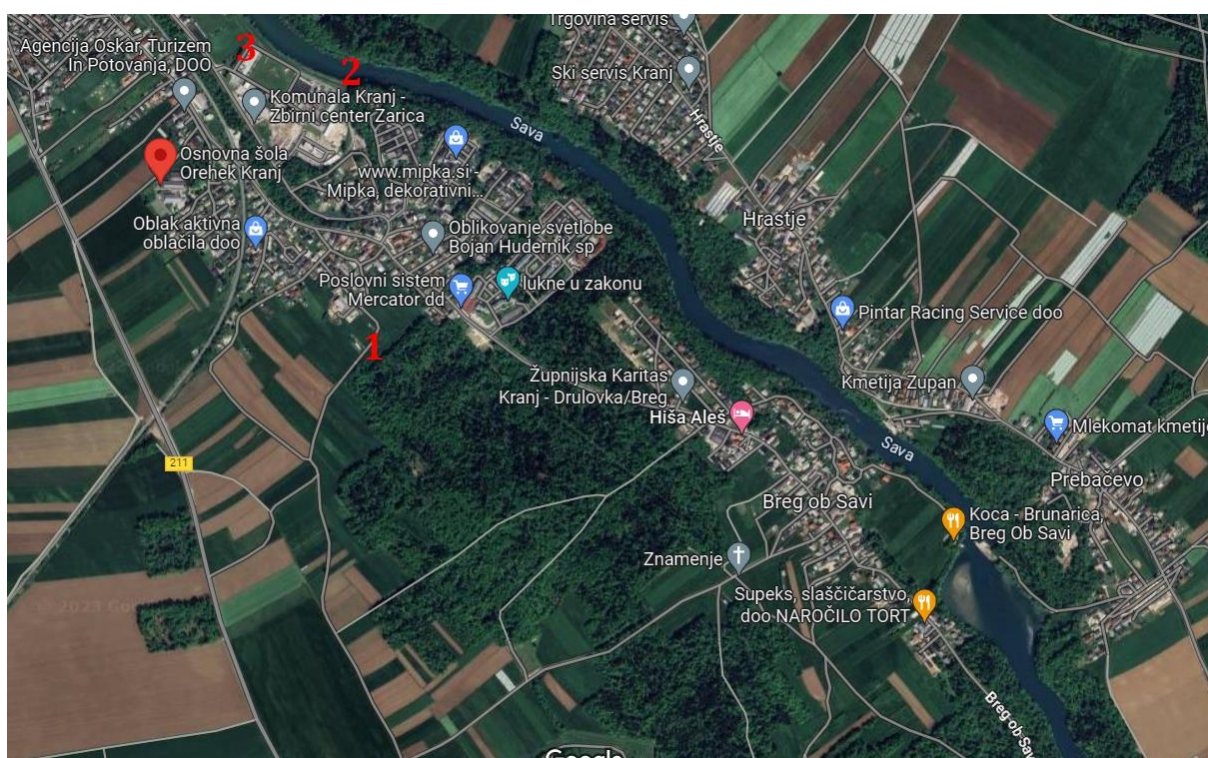 Trgovina servis
3
Agencija Oskar, Turizem
In Potovanja, DOO
2
Ski servis Kranj
Komunala Kranj -
Zbirni center Zarica
Hrastje
Sava
Osnovna šola
Orehek Kranj
www.mipka.si -
Mipka, dekorativni...
Hrastje
Oblak aktivna
oblačila doo
Oblikovanje svetlobe
Bojan Hudernik sp
Poslovni sistem
Mercator dd
lukne u zakonu
Pintar Racing Service doo
1
Župnijska Karitas
Kranj - Drulovka/Breg
Kmetija Zupan
Hiša Aleš
Mlekomat kmetij
Sava
211
Prebačevo
Breg ob Savi
Koca - Brunarica,
Breg Ob Savi
Znamenje
Supeks, slaščičarstvo,
doo NAROČILO TORT
Breg ob Sav
Google